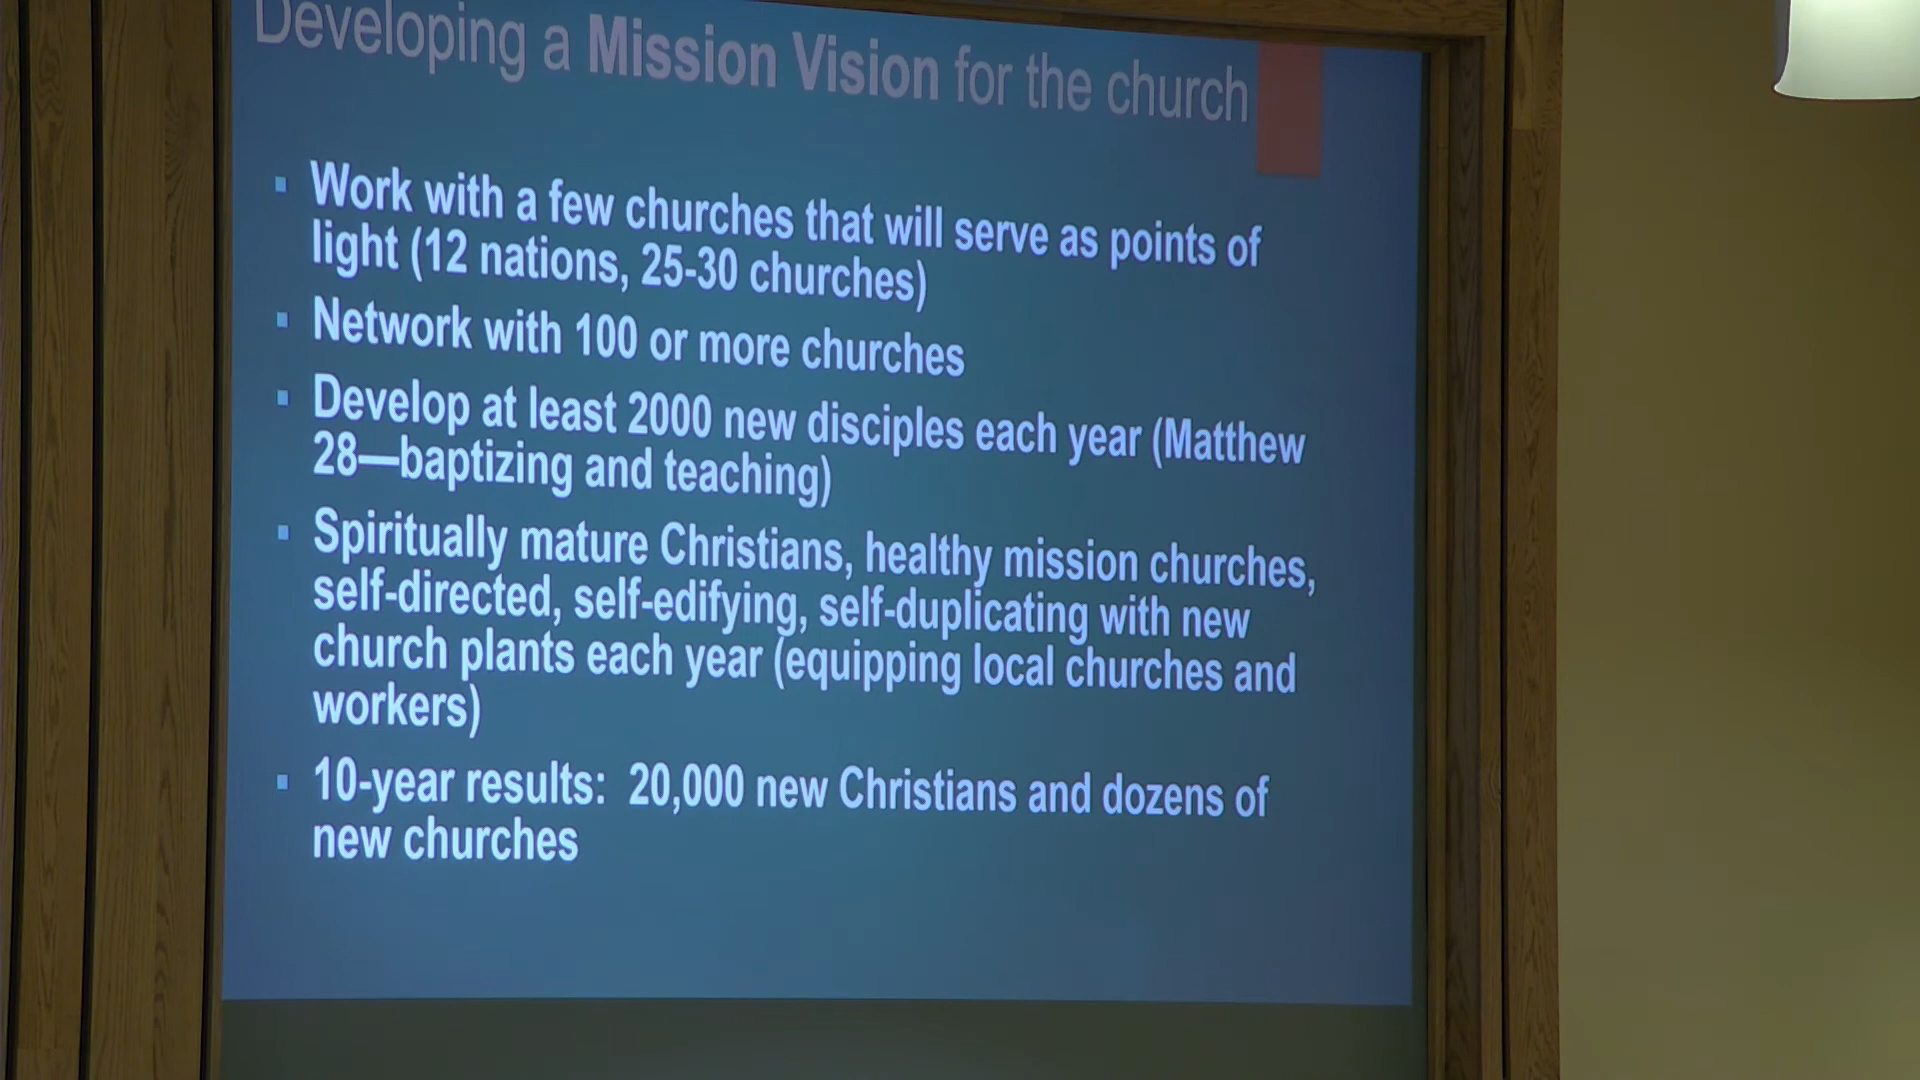 Developing a Mission Vision for the church
▪ Work with a few churches that will serve as points of
light (12 nations, 25-30 churches)
▪ Network with 100 or more churches
▪ Develop at least 2000 new disciples each year (Matthew
28—baptizing and teaching)
▪ Spiritually mature Christians, healthy mission churches,
self-directed, self-edifying, self-duplicating with new
church plants each year (equipping local churches and
workers)
▪ 10-year results:  20,000 new Christians and dozens of
new churches